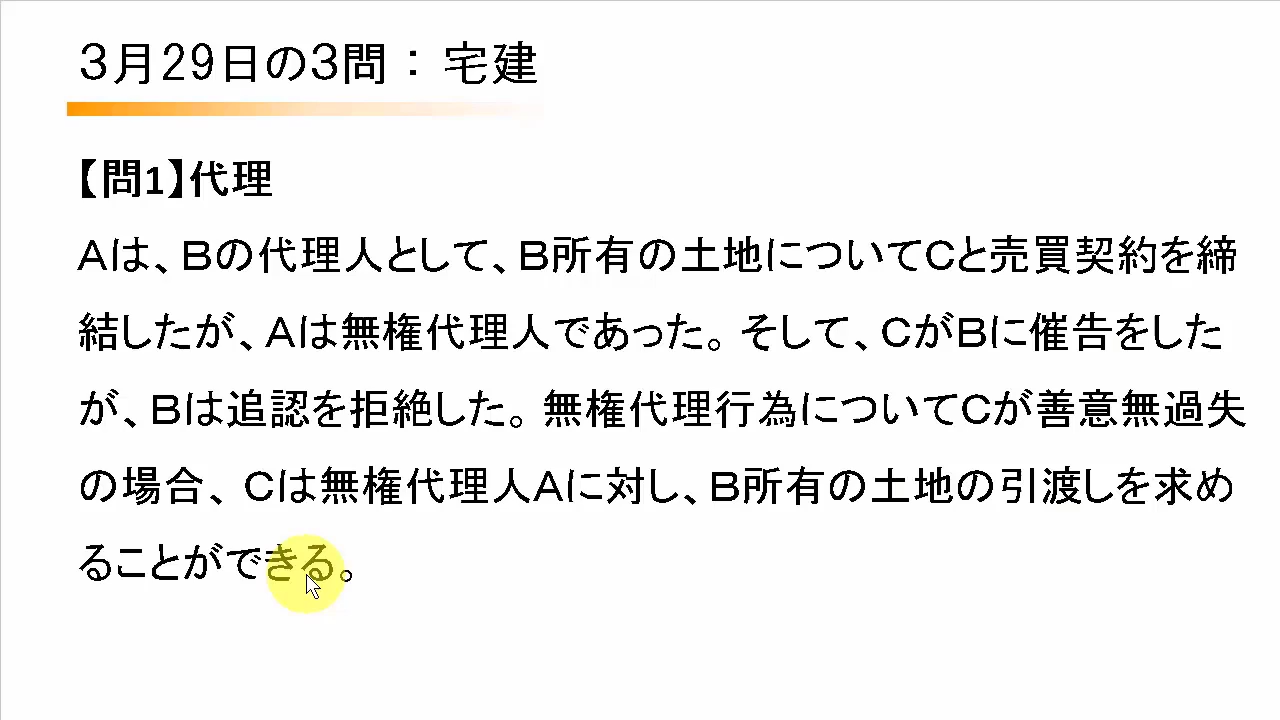 ３月29日の３問：宅建
【問1】代理
Ａは、Ｂの代理人として、Ｂ所有の土地についてＣと売買契約を締
結したが、Ａは無権代理人であった。そして、ＣがＢに催告をした
が、Ｂは追認を拒絶した。無権代理行為についてＣが善意無過失
の場合、Ｃは無権代理人Ａに対し、Ｂ所有の土地の引渡しを求め
ることができる。